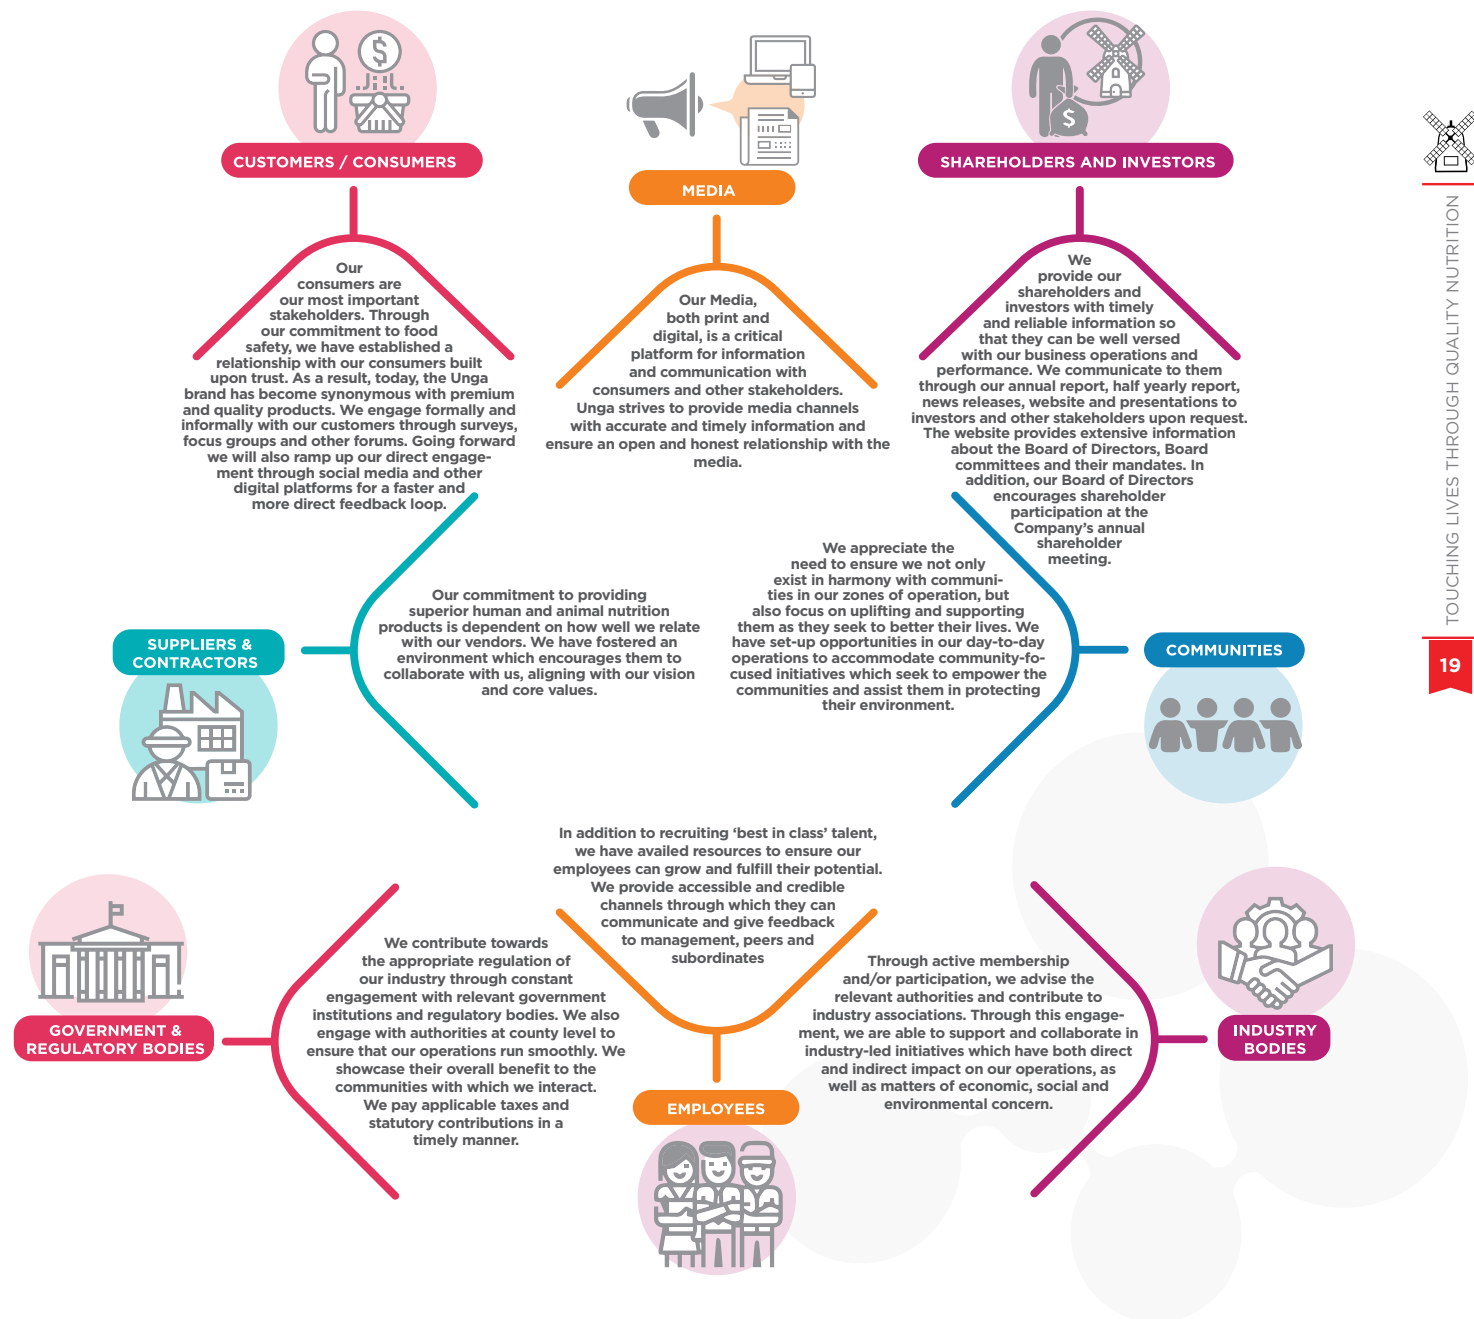 CUSTOMERS / CONSUMERS
Our
consumers are
our most important
stakeholders. Through
our commitment to food
safety, we have established a
relationship with our consumers built
upon trust. As a result, today, the Unga
brand has become synonymous with premium
and quality products. We engage formally and
informally with our customers through surveys,
focus groups and other forums. Going forward
we will also ramp up our direct engage-
ment through social media and other
digital platforms for a faster and
more direct feedback loop.
MEDIA
Our Media,
both print and
digital, is a critical
platform for information
and communication with
consumers and other stakeholders.
Unga strives to provide media channels
with accurate and timely information and
ensure an open and honest relationship with the
media.
SHAREHOLDERS AND INVESTORS
We
provide our
shareholders and
investors with timely
and reliable information so
that they can be well versed
with our business operations and
performance. We communicate to them
through our annual report, half yearly report,
news releases, website and presentations to
investors and other stakeholders upon request.
The website provides extensive information
about the Board of Directors, Board
committees and their mandates. In
addition, our Board of Directors
encourages shareholder
participation at the
Company’s annual
shareholder
meeting.
SUPPLIERS &
CONTRACTORS
Our commitment to providing
superior human and animal nutrition
products is dependent on how well we relate
with our vendors. We have fostered an
environment which encourages them to
collaborate with us, aligning with our vision
and core values.
We appreciate the
need to ensure we not only
exist in harmony with communi-
ties in our zones of operation, but
also focus on uplifting and supporting
them as they seek to better their lives. We
have set-up opportunities in our day-to-day
operations to accommodate community-fo-
cused initiatives which seek to empower the
communities and assist them in protecting
their environment.
COMMUNITIES
GOVERNMENT &
REGULATORY BODIES
We contribute towards
the appropriate regulation of
our industry through constant
engagement with relevant government
institutions and regulatory bodies. We also
engage with authorities at county level to
ensure that our operations run smoothly. We
showcase their overall benefit to the
communities with which we interact.
We pay applicable taxes and
statutory contributions in a
timely manner.
In addition to recruiting ‘best in class’ talent,
we have availed resources to ensure our
employees can grow and fulfill their potential.
We provide accessible and credible
channels through which they can
communicate and give feedback
to management, peers and
subordinates
EMPLOYEES
Through active membership
and/or participation, we advise the
relevant authorities and contribute to
industry associations. Through this engage-
ment, we are able to support and collaborate in
industry-led initiatives which have both direct
and indirect impact on our operations, as
well as matters of economic, social and
environmental concern.
INDUSTRY
BODIES
TOUCHING LIVES THROUGH QUALITY NUTRITION
19